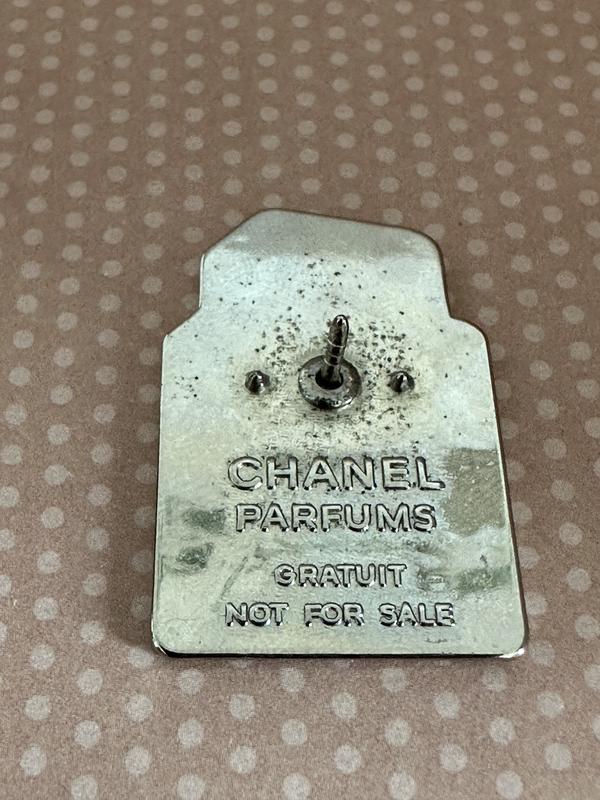 CHANEL
PARFUMS
GRATUIT
NOT FOR SALE